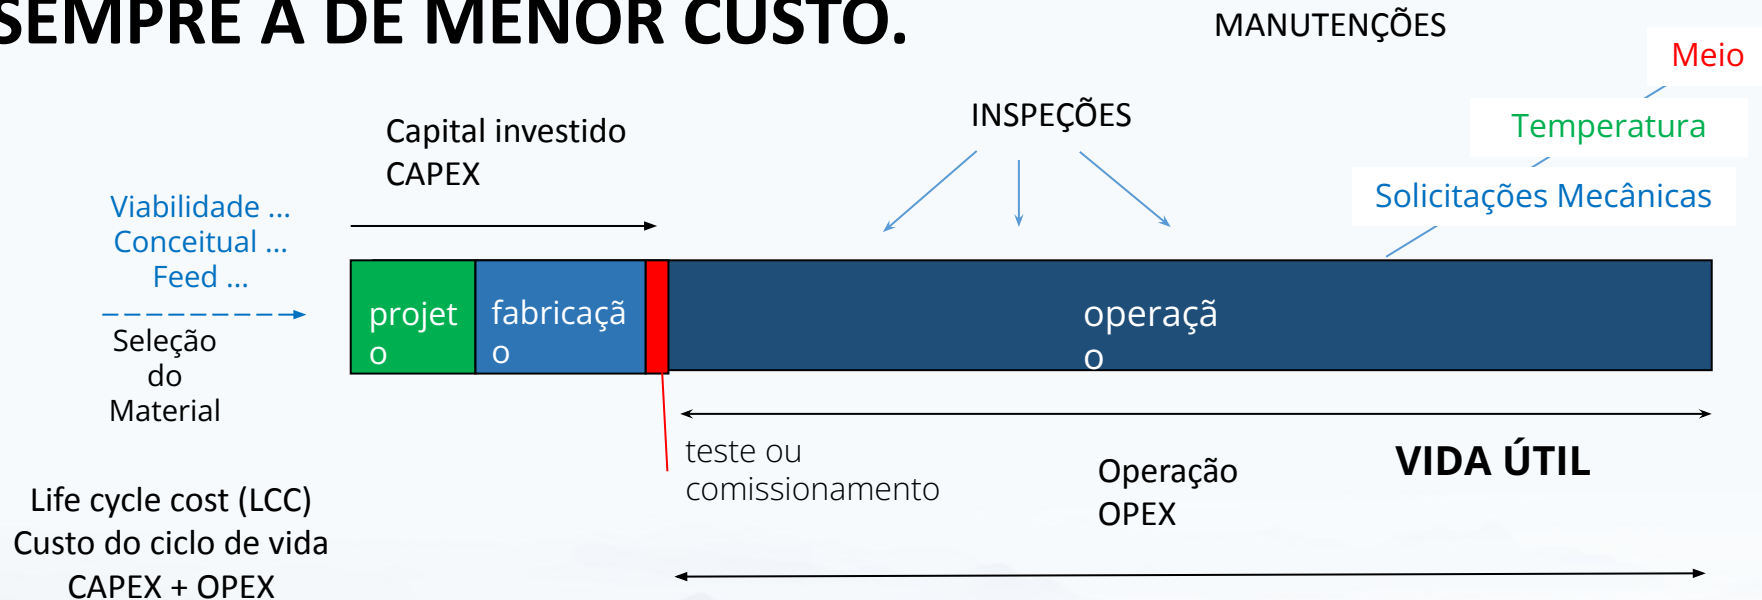 SEMPRE A DE MENOR CUSTO.
MANUTENÇÕES
Meio
INSPEÇÕES
Temperatura
Capital investido
CAPEX
Solicitações Mecânicas
Viabilidade ...
Conceitual ...
Feed ...
projet
o
fabricaçã
o
operaçã
o
Seleção
do
Material
teste ou
comissionamento
Operação
OPEX
VIDA ÚTIL
Life cycle cost (LCC)
Custo do ciclo de vida
CAPEX + OPEX